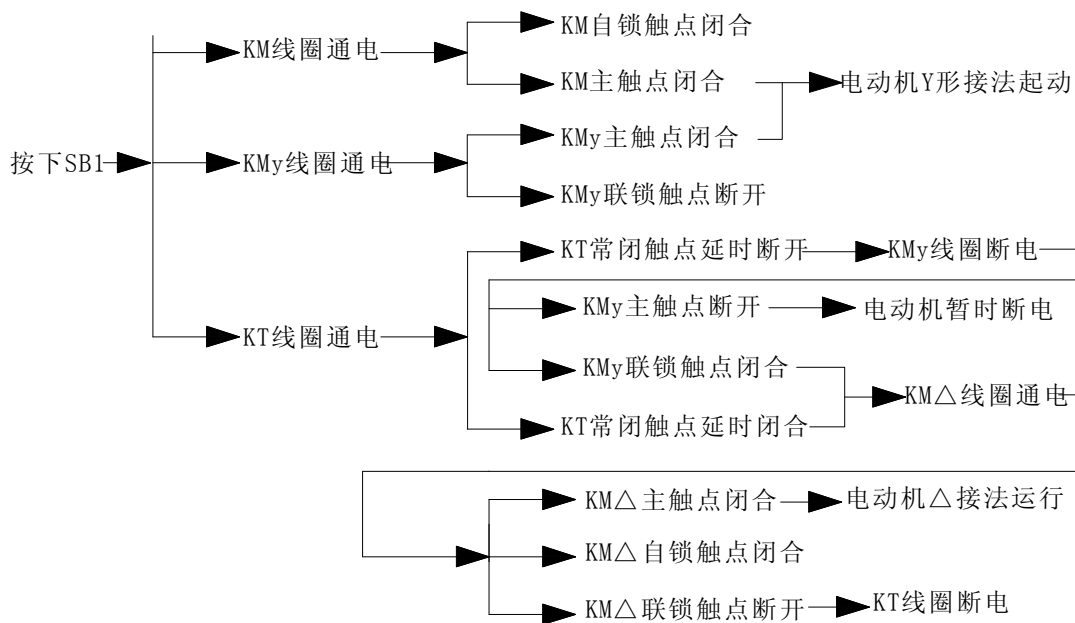 KM自锁触点闭合
KM线圈通电
KM主触点闭合
电动机Y形接法起动
KMy主触点闭合
按下SB1
KMy线圈通电
KMy联锁触点断开
KT常闭触点延时断开
KMy线圈断电
KMy主触点断开
电动机暂时断电
KT线圈通电
KMy联锁触点闭合
KM△线圈通电
KT常闭触点延时闭合
KM△主触点闭合
电动机△接法运行
KM△自锁触点闭合
KM△联锁触点断开
KT线圈断电